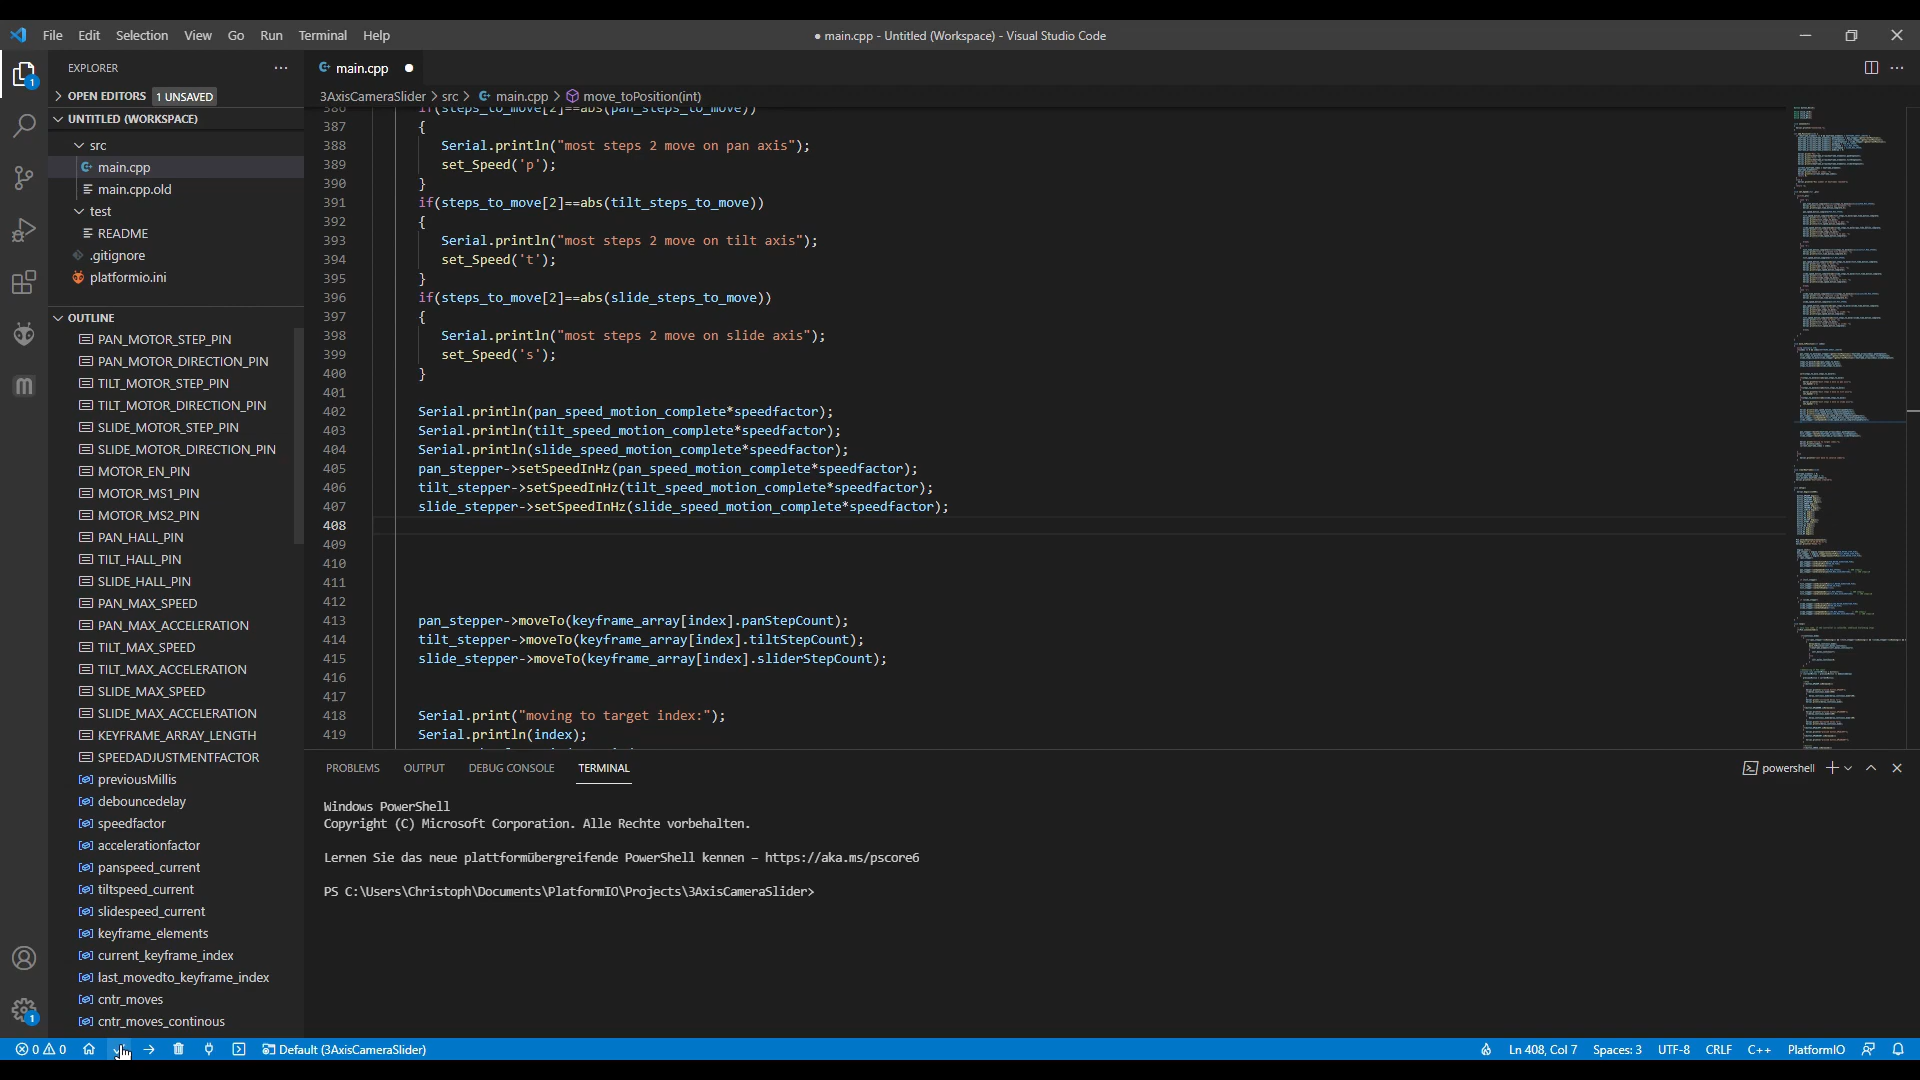 File Edit Selection View Go Run Terminal Help
● main.cpp - Untitled (Workspace) - Visual Studio Code
EXPLORER
OPEN EDITORS 1 UNSAVED
UNTITLED (WORKSPACE)
src
main.cpp
main.cpp.old
test
README
.gitignore
platformio.ini
OUTLINE
PAN_MOTOR_STEP_PIN
PAN_MOTOR_DIRECTION_PIN
TILT_MOTOR_STEP_PIN
TILT_MOTOR_DIRECTION_PIN
SLIDE_MOTOR_STEP_PIN
SLIDE_MOTOR_DIRECTION_PIN
MOTOR_EN_PIN
MOTOR_MS1_PIN
MOTOR_MS2_PIN
PAN_HALL_PIN
TILT_HALL_PIN
SLIDE_HALL_PIN
PAN_MAX_SPEED
PAN_MAX_ACCELERATION
TILT_MAX_SPEED
TILT_MAX_ACCELERATION
SLIDE_MAX_SPEED
SLIDE_MAX_ACCELERATION
KEYFRAME_ARRAY_LENGTH
SPEEDADJUSTMENTFACTOR
previousMillis
debouncedelay
speedfactor
accelerationfactor
panspeed_current
tiltspeed_current
slidespeed_current
keyframe_elements
current_keyframe_index
last_movedto_keyframe_index
cntr_moves
cntr_moves_continous
1
1
main.cpp ●
3AxisCameraSlider > src > main.cpp > move_toPosition(int)
386 if(steps_to_move[2]==abs(pan_steps_to_move))
387 {
388 Serial.println("most steps 2 move on pan axis");
389 set_Speed('p');
390 }
391 if(steps_to_move[2]==abs(tilt_steps_to_move))
392 {
393 Serial.println("most steps 2 move on tilt axis");
394 set_Speed('t');
395 }
396 if(steps_to_move[2]==abs(slide_steps_to_move))
397 {
398 Serial.println("most steps 2 move on slide axis");
399 set_Speed('s');
400 }
401
402 Serial.println(pan_speed_motion_complete*speedfactor);
403 Serial.println(tilt_speed_motion_complete*speedfactor);
404 Serial.println(slide_speed_motion_complete*speedfactor);
405 pan_stepper->setSpeedInHz(pan_speed_motion_complete*speedfactor);
406 tilt_stepper->setSpeedInHz(tilt_speed_motion_complete*speedfactor);
407 slide_stepper->setSpeedInHz(slide_speed_motion_complete*speedfactor);
408
409
410
411
412
413 pan_stepper->moveTo(keyframe_array[index].panStepCount);
414 tilt_stepper->moveTo(keyframe_array[index].tiltStepCount);
415 slide_stepper->moveTo(keyframe_array[index].sliderStepCount);
416
417
418 Serial.print("moving to target index:");
419 Serial.println(index);
PROBLEMS OUTPUT DEBUG CONSOLE TERMINAL
powershell
Windows PowerShell
Copyright (C) Microsoft Corporation. Alle Rechte vorbehalten.
Lernen Sie das neue plattformübergreifende PowerShell kennen – https://aka.ms/pscore6
PS C:\Users\Christoph\Documents\PlatformIO\Projects\3AxisCameraSlider>
0 0 Default (3AxisCameraSlider) Ln 408, Col 7 Spaces: 3 UTF-8 CRLF C++ PlatformIO